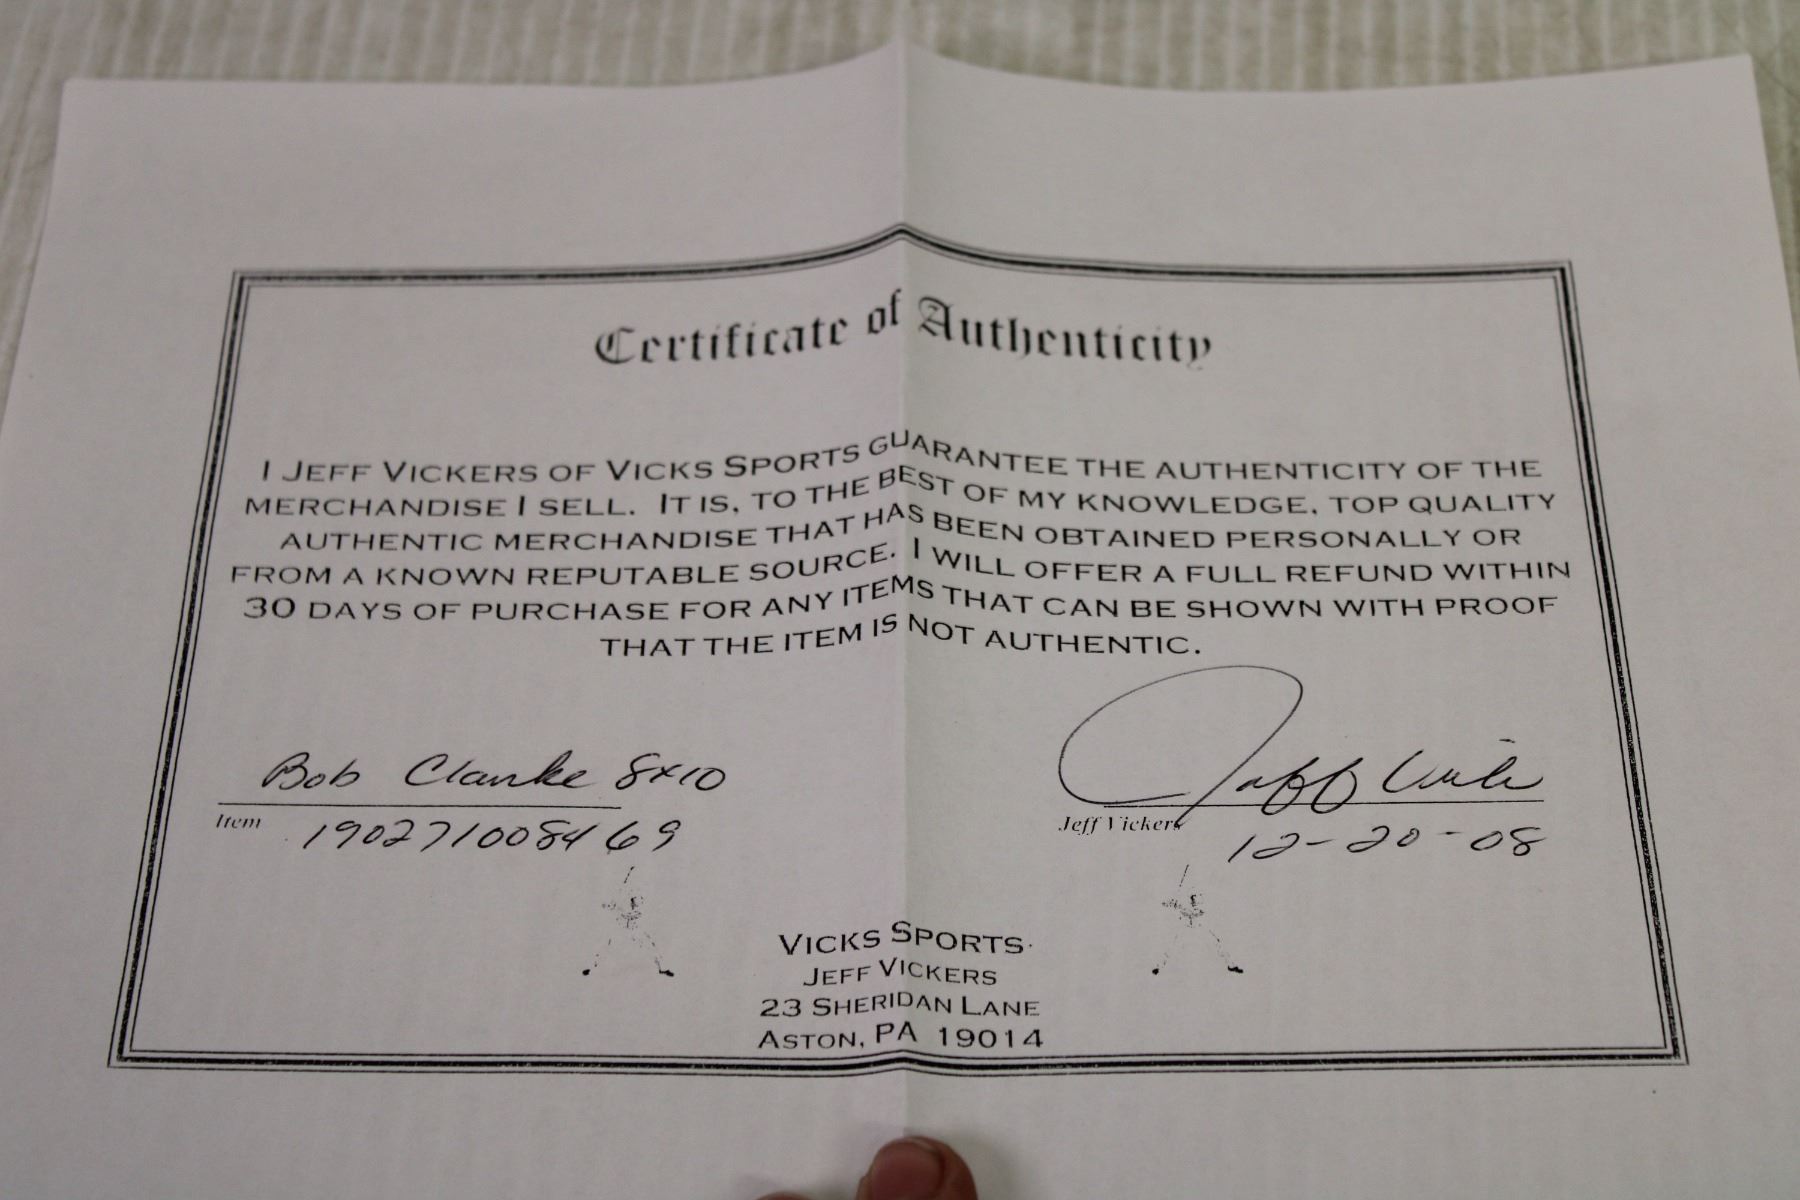 Certificate of Authenticity
I JEFF VICKERS OF VICKS SPORTS GUARANTEE THE AUTHENTICITY OF THE
MERCHANDISE I SELL. IT IS, TO THE BEST OF MY KNOWLEDGE, TOP QUALITY
AUTHENTIC MERCHANDISE THAT HAS BEEN OBTAINED PERSONALLY OR
FROM A KNOWN REPUTABLE SOURCE. I WILL OFFER A FULL REFUND WITHIN
30 DAYS OF PURCHASE FOR ANY ITEMS THAT CAN BE SHOWN WITH PROOF
THAT THE ITEM IS NOT AUTHENTIC.
Bob Clarke 8x10
Item
190271008469
Jeff Vickers
Jeff Vickers
12-20-08
VICKS SPORTS
JEFF VICKERS
23 SHERIDAN LANE
ASTON, PA 19014